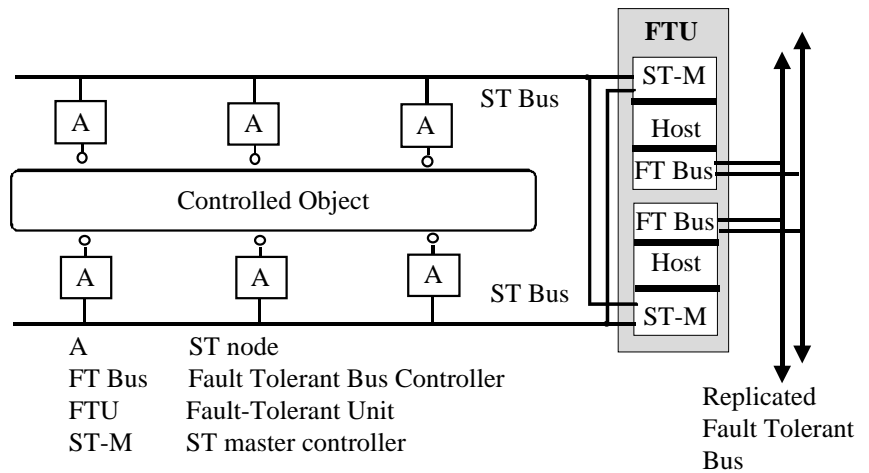 FTU
ST-M
ST Bus
A A A
Host
FT Bus
Controlled Object
FT Bus
A A A
Host
ST Bus
ST-M
A ST node
FT Bus Fault Tolerant Bus Controller
FTU Fault-Tolerant Unit
ST-M ST master controller
Replicated
Fault Tolerant
Bus